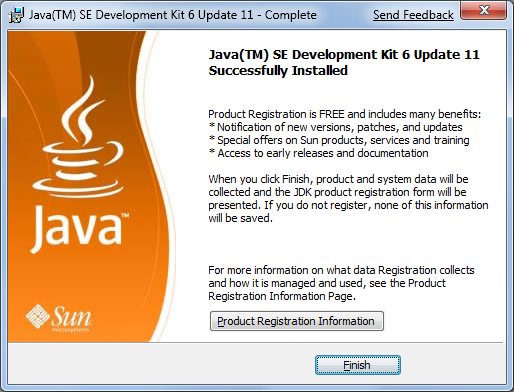 Java(TM) SE Development Kit 6 Update 11 - Complete
Send Feedback
Java(TM) SE Development Kit 6 Update 11
Successfully Installed
Product Registration is FREE and includes many benefits:
* Notification of new versions, patches, and updates
* Special offers on Sun products, services and training
* Access to early releases and documentation
When you click Finish, product and system data will be
collected and the JDK product registration form will be
presented. If you do not register, none of this information
will be saved.
Java™
For more information on what data Registration collects
and how it is managed and used, see the Product
Registration Information Page.
Sun
microsystems
Product Registration Information
Finish